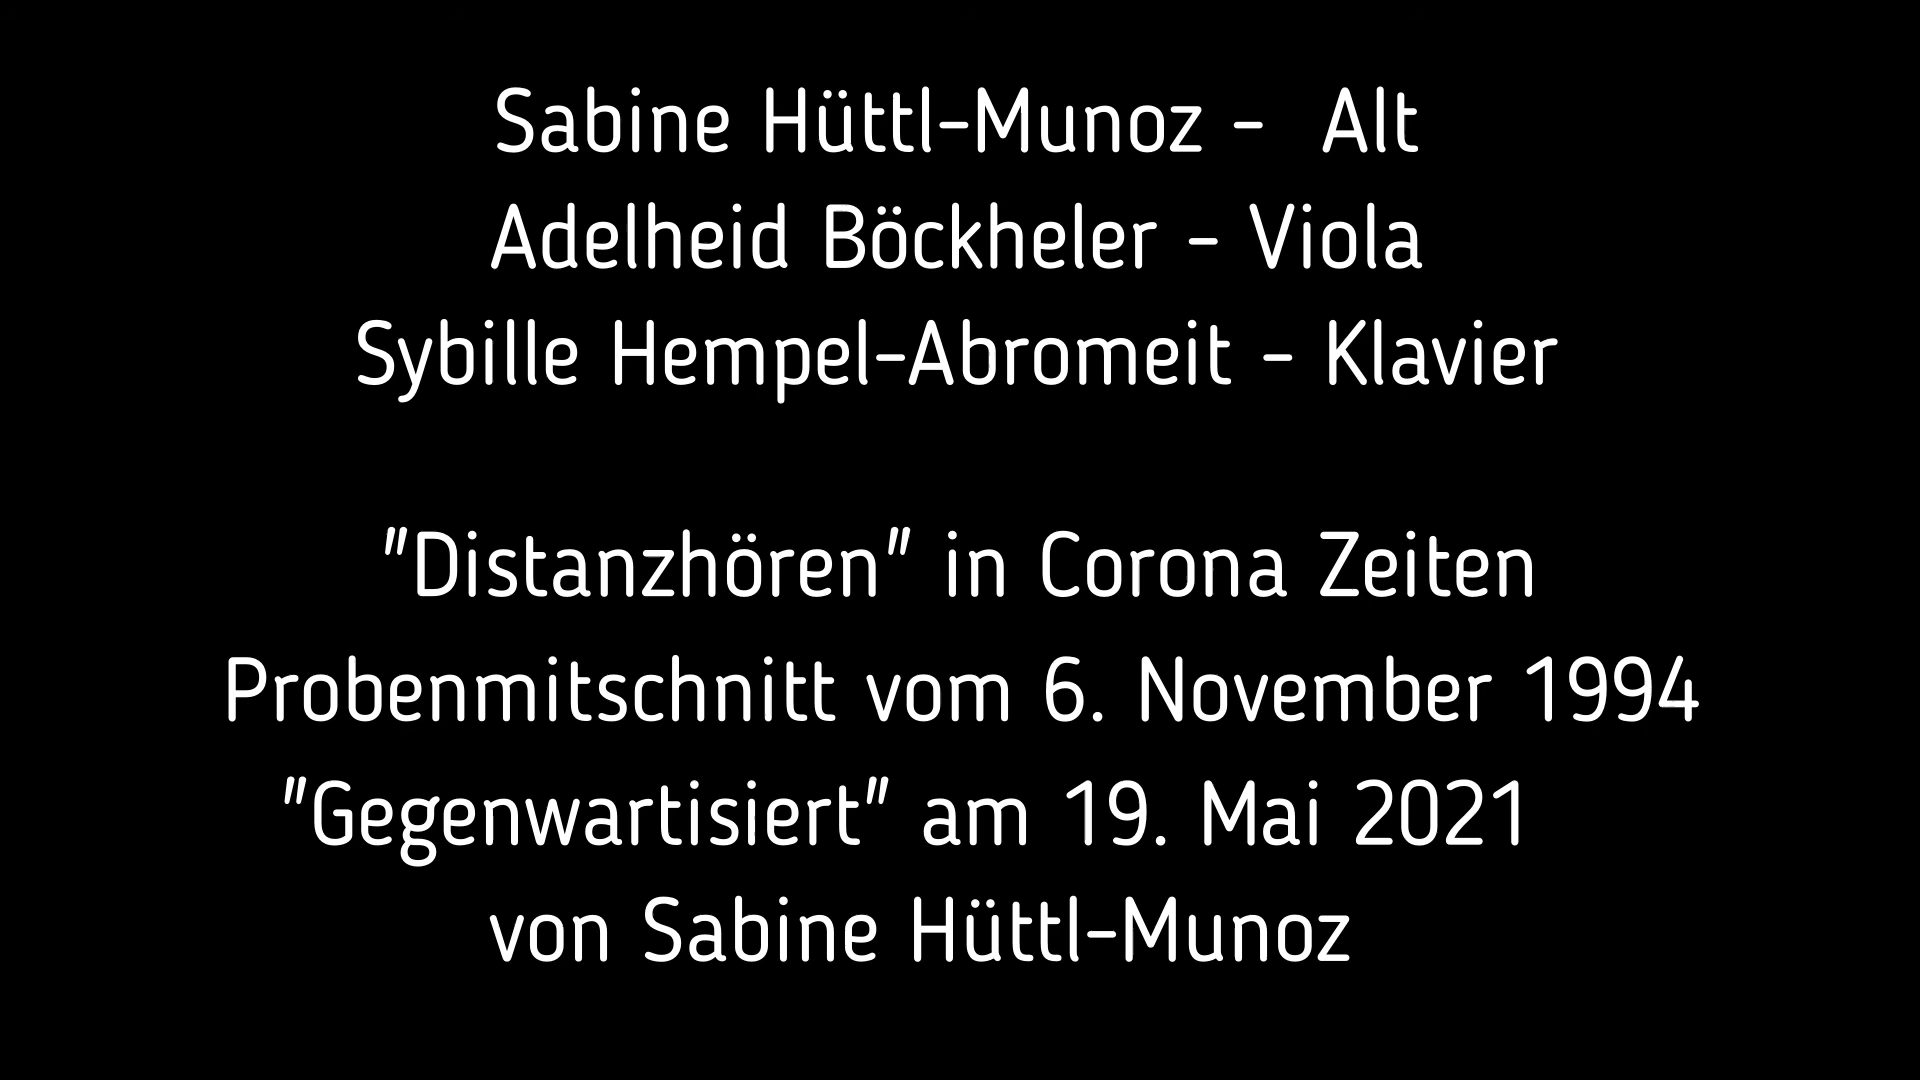 Sabine Hüttl-Munoz - Alt
Adelheid Böckheler - Viola
Sybille Hempel-Abromeit - Klavier
"Distanzhören" in Corona Zeiten
Probenmitschnitt vom 6. November 1994
"Gegenwartisiert" am 19. Mai 2021
von Sabine Hüttl-Munoz